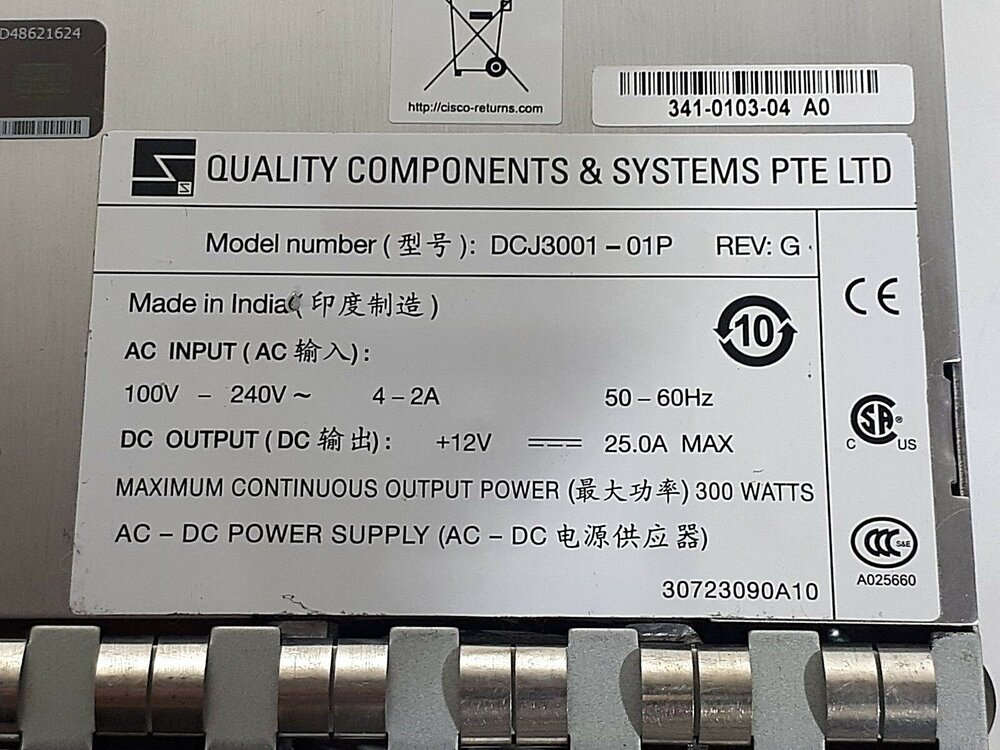 D48621624
http://cisco-returns.com
341-0103-04 A0
QUALITY COMPONENTS & SYSTEMS PTE LTD
Model number ( 型号 ): DCJ3001 – 01P REV: G
Made in India ( 印度制造 )
10
CE
AC INPUT ( AC 输入 ) :
100V – 240V ~ 4 – 2A 50 – 60Hz
C SA ® US
DC OUTPUT ( DC 输出 ) : +12V 25.0A MAX
MAXIMUM CONTINUOUS OUTPUT POWER (最大功率) 300 WATTS
AC – DC POWER SUPPLY (AC – DC 电源供应器)
CCC S&E
A025660
30723090A10